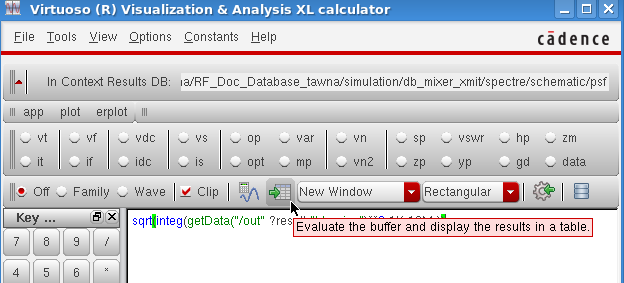 Virtuoso (R) Visualization & Analysis XL calculator
File Tools View Options Constants Help
cādence
In Context Results DB: ıa/RF_Doc_Database_tawna/simulation/db_mixer_xmit/spectre/schematic/psf
app plot erplot
vt vf vdc vs op var vn sp vswr hp zm
it if idc is opt mp vn2 zp yp gd data
Off Family Wave Clip New Window Rectangular
Key ...
sqrt(integ(getData("/out" ?res
Evaluate the buffer and display the results in a table.
7 8 9 /
4 5 6 *